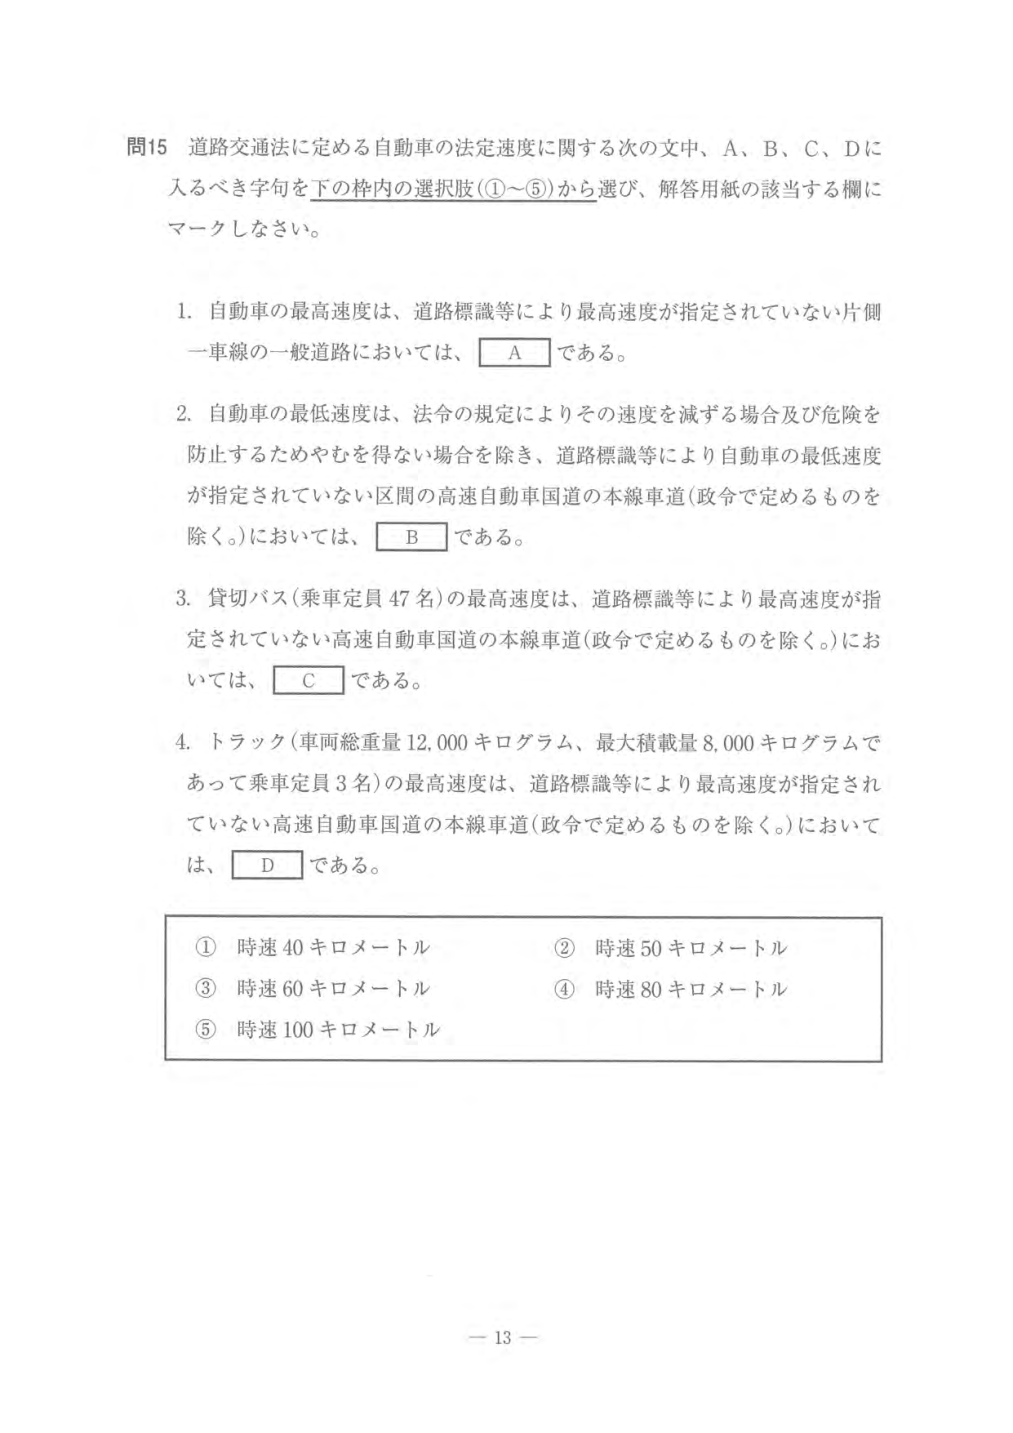 問15 道路交通法に定める自動車の法定速度に関する次の文中、A、B、C、Dに
入るべき字句を下の枠内の選択肢(①〜⑤)から選び、解答用紙の該当する欄に
マークしなさい。
1. 自動車の最高速度は、道路標識等により最高速度が指定されていない片側
一車線の一般道路においては、 A である。
2. 自動車の最低速度は、法令の規定によりその速度を減ずる場合及び危険を
防止するためやむを得ない場合を除き、道路標識等により自動車の最低速度
が指定されていない区間の高速自動車国道の本線車道(政令で定めるものを
除く。)においては、 B である。
3. 貸切バス(乗車定員 47 名)の最高速度は、道路標識等により最高速度が指
定されていない高速自動車国道の本線車道(政令で定めるものを除く。)にお
いては、 C である。
4. トラック(車両総重量 12,000 キログラム、最大積載量 8,000 キログラムで
あって乗車定員 3 名)の最高速度は、道路標識等により最高速度が指定され
ていない高速自動車国道の本線車道(政令で定めるものを除く。)において
は、 D である。
① 時速 40 キロメートル ② 時速 50 キロメートル
③ 時速 60 キロメートル ④ 時速 80 キロメートル
⑤ 時速 100 キロメートル
— 13 —